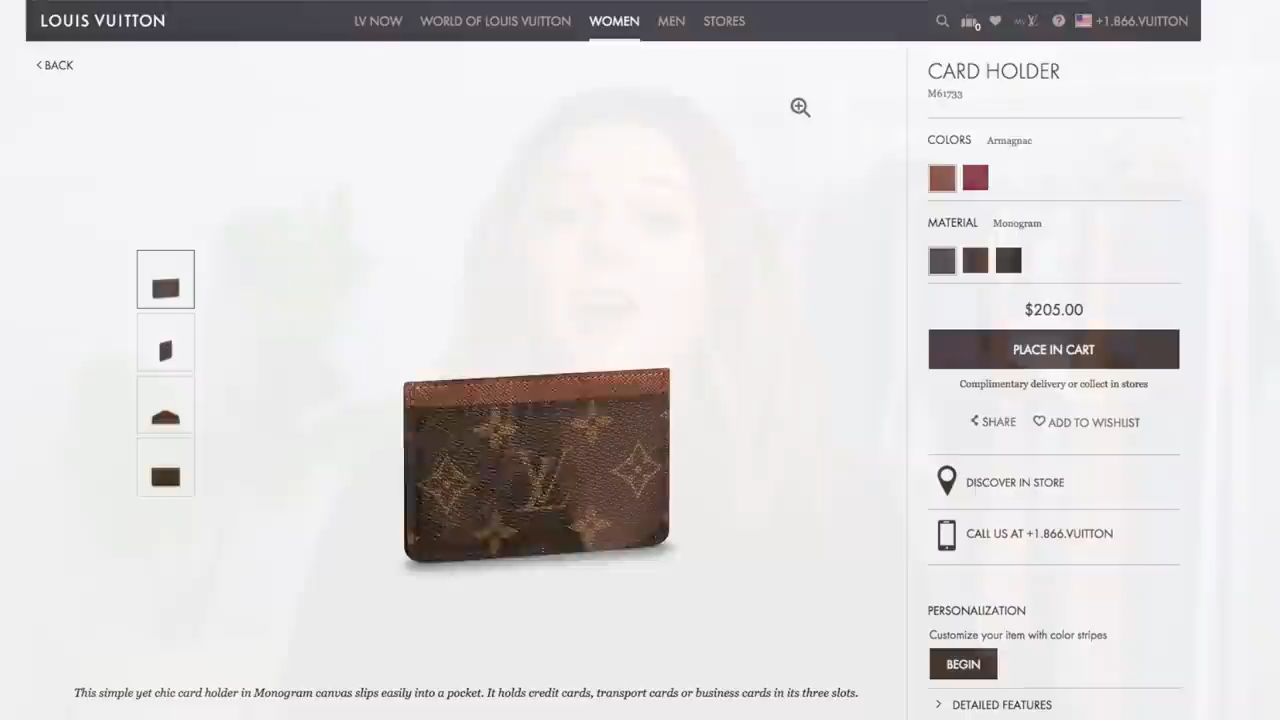 LOUIS VUITTON
LV NOW WORLD OF LOUIS VUITTON WOMEN MEN STORES
0 My +1.866.VUITTON
< BACK
CARD HOLDER
M61733
COLORS Armagnac
MATERIAL Monogram
$205.00
PLACE IN CART
Complimentary delivery or collect in stores
SHARE ADD TO WISHLIST
DISCOVER IN STORE
CALL US AT +1.866.VUITTON
PERSONALIZATION
Customize your item with color stripes
BEGIN
> DETAILED FEATURES
LV
This simple yet chic card holder in Monogram canvas slips easily into a pocket. It holds credit cards, transport cards or business cards in its three slots.